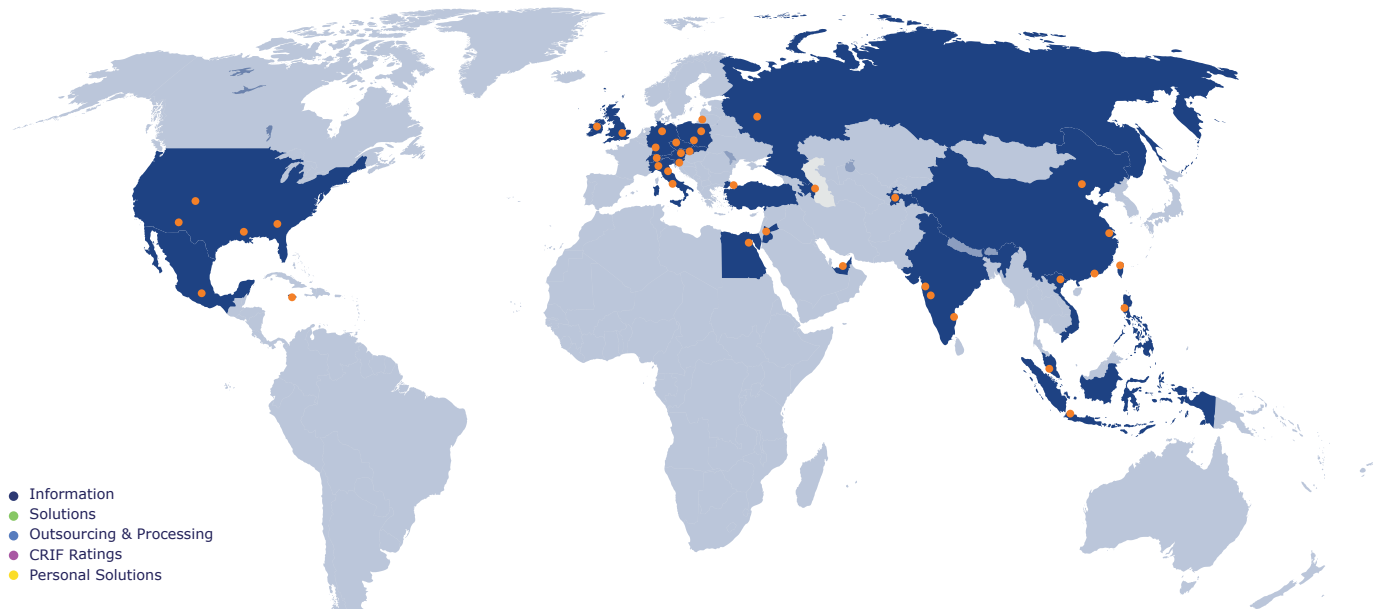 Information
Solutions
Outsourcing & Processing
CRIF Ratings
Personal Solutions